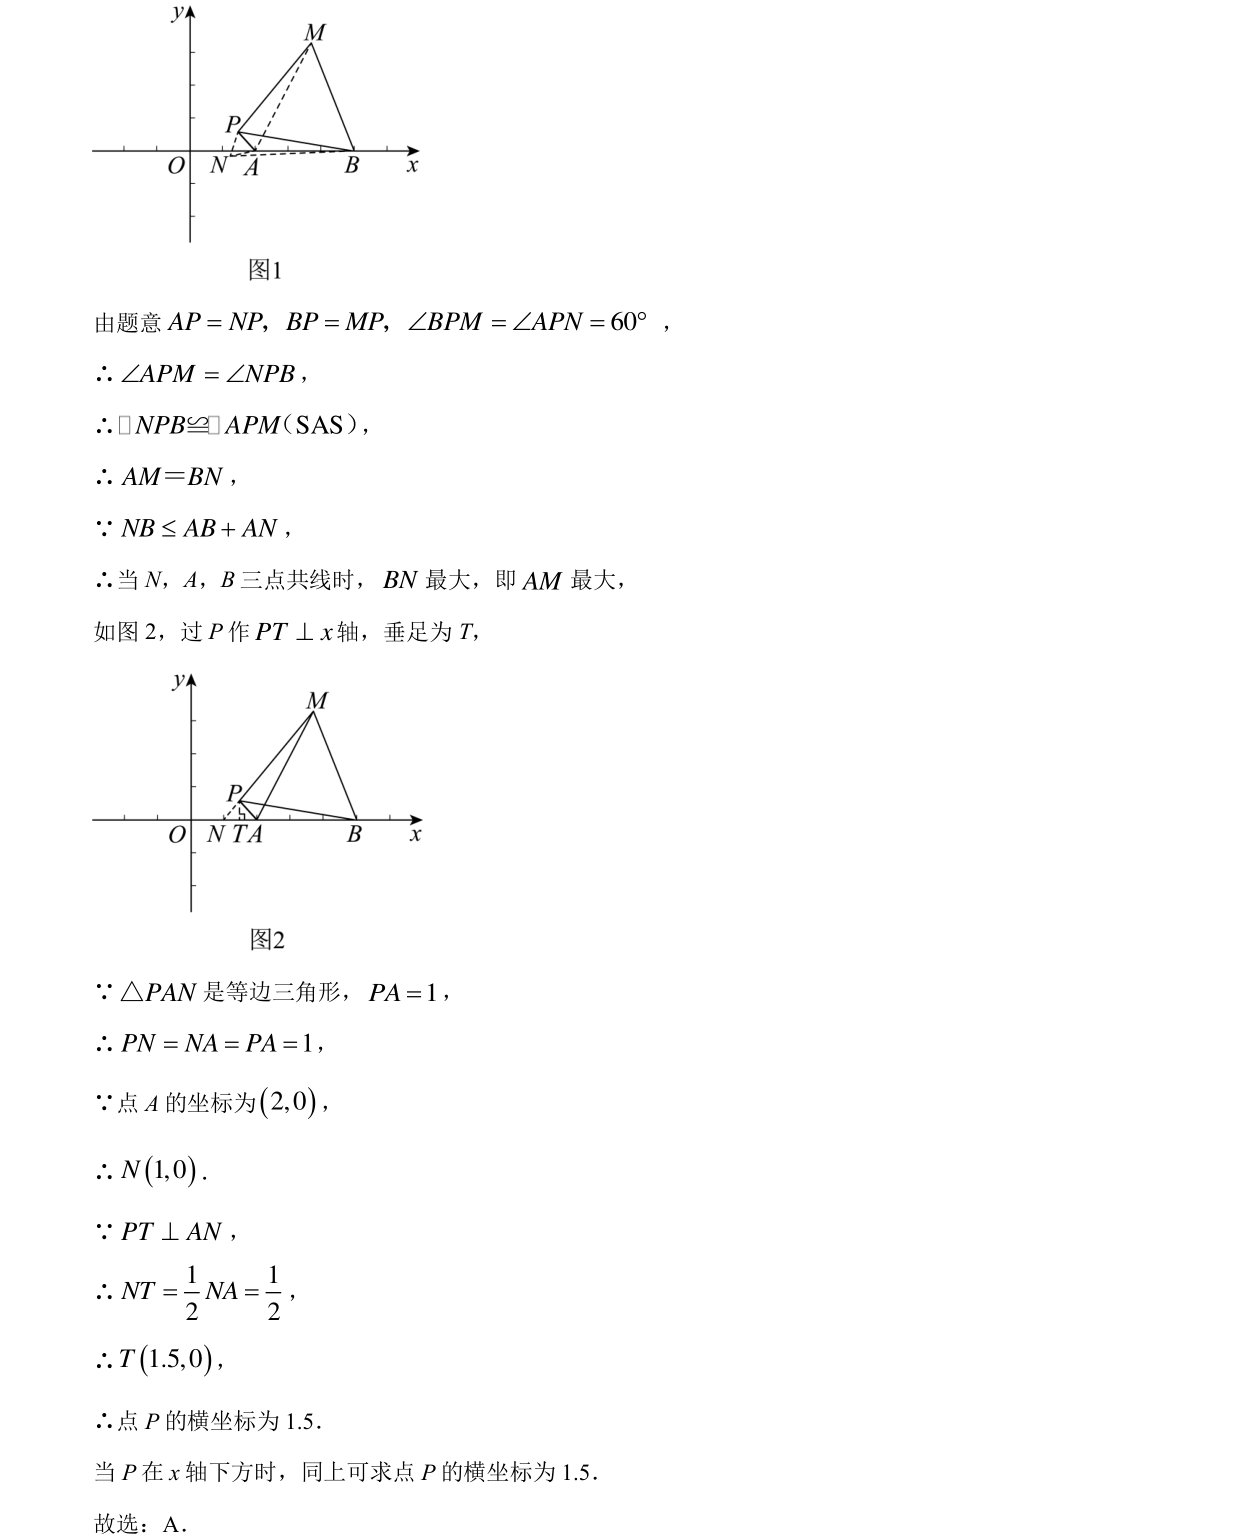 y
M
P
O N A B x
图1
由题意 AP = NP，BP = MP，∠BPM = ∠APN = 60° ，
∴ ∠APM = ∠NPB，
∴ □ NPB≌□ APM（SAS），
∴ AM＝BN，
∵ NB ≤ AB + AN，
∴当 N，A，B 三点共线时， BN 最大，即 AM 最大，
如图 2，过 P 作 PT ⊥ x 轴，垂足为 T，
y
M
P
O N T A B x
图2
∵ △PAN 是等边三角形， PA = 1，
∴ PN = NA = PA = 1，
∵点 A 的坐标为(2,0)，
∴ N(1,0)．
∵ PT ⊥ AN，
∴ NT = 1/2 NA = 1/2，
∴ T(1.5,0)，
∴点 P 的横坐标为 1.5．
当 P 在 x 轴下方时，同上可求点 P 的横坐标为 1.5．
故选：A．